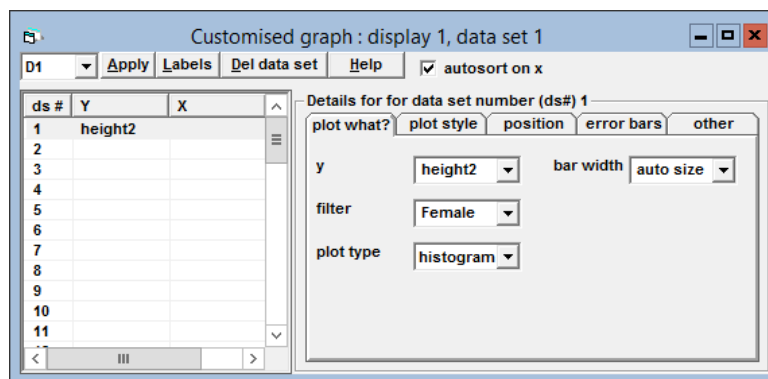 Customised graph : display 1, data set 1
D1 Apply Labels Del data set Help autosort on x
ds # Y X
1 height2
2
3
4
5
6
7
8
9
10
11
Details for for data set number (ds#) 1
plot what? plot style position error bars other
y height2 bar width auto size
filter Female
plot type histogram